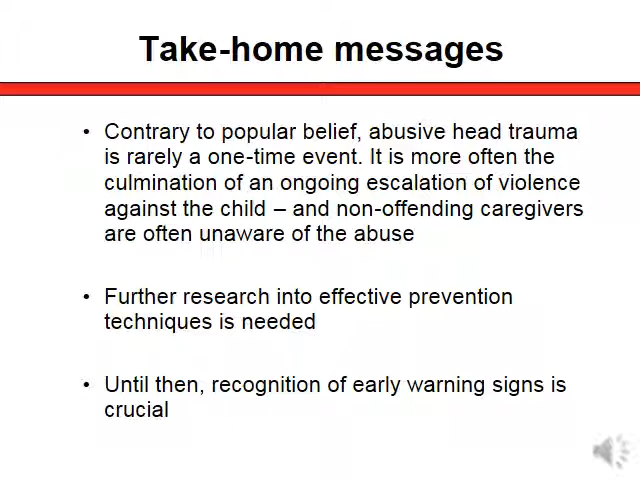 Take-home messages
• Contrary to popular belief, abusive head trauma
is rarely a one-time event. It is more often the
culmination of an ongoing escalation of violence
against the child – and non-offending caregivers
are often unaware of the abuse
• Further research into effective prevention
techniques is needed
• Until then, recognition of early warning signs is
crucial